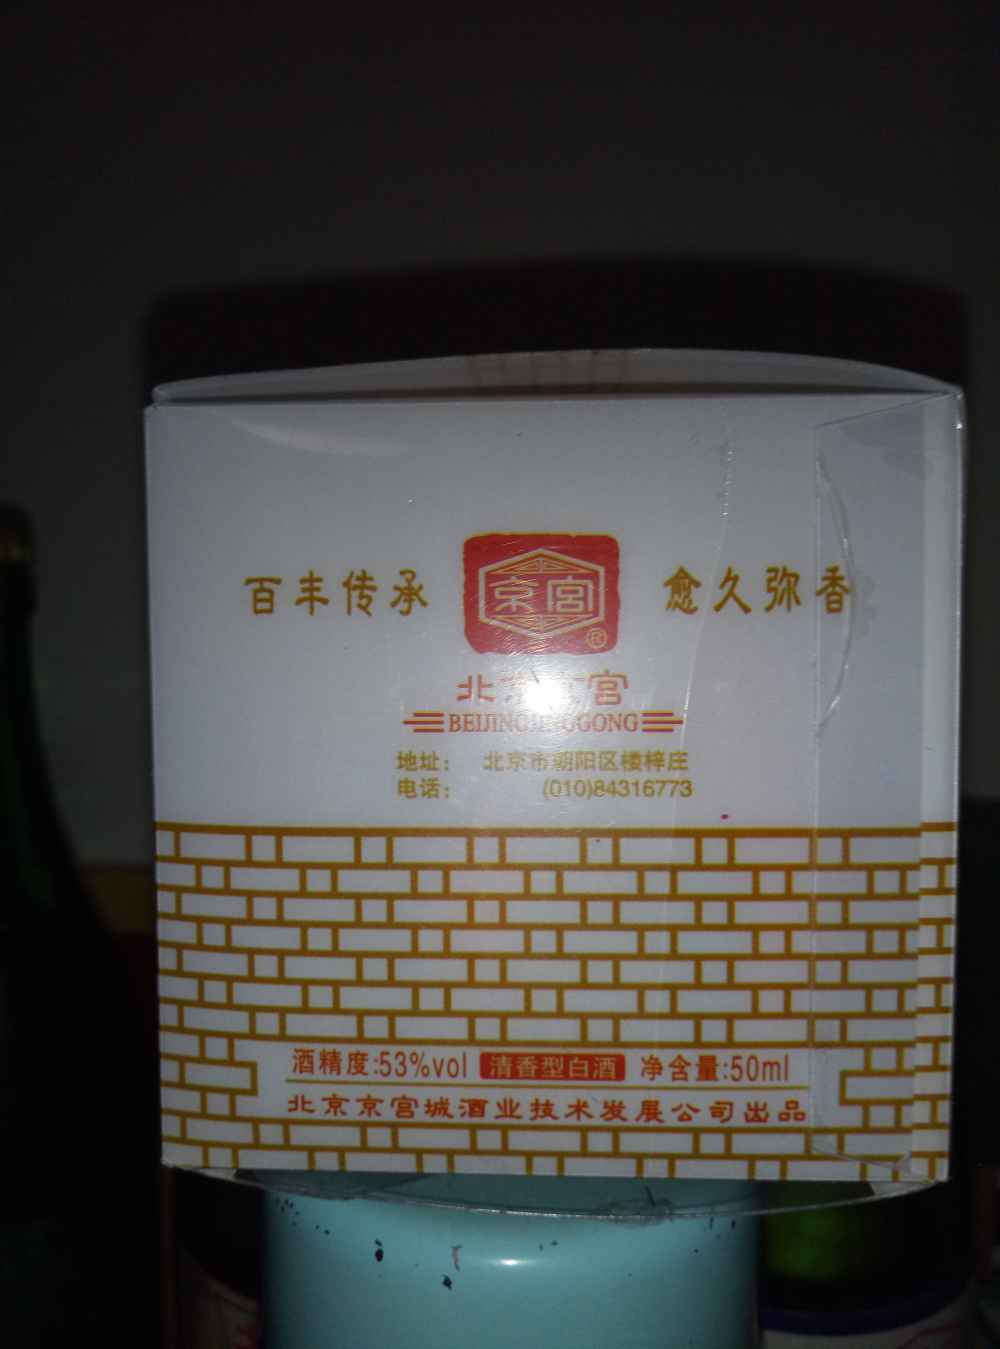 百丰传承
京宫®
愈久弥香
北 宫
BEIJINGJINGGONG
地址： 北京市朝阳区楼梓庄
电话： (010)84316773
酒精度:53%vol 清香型白酒 净含量:50ml
北京京宫城酒业技术发展公司出品